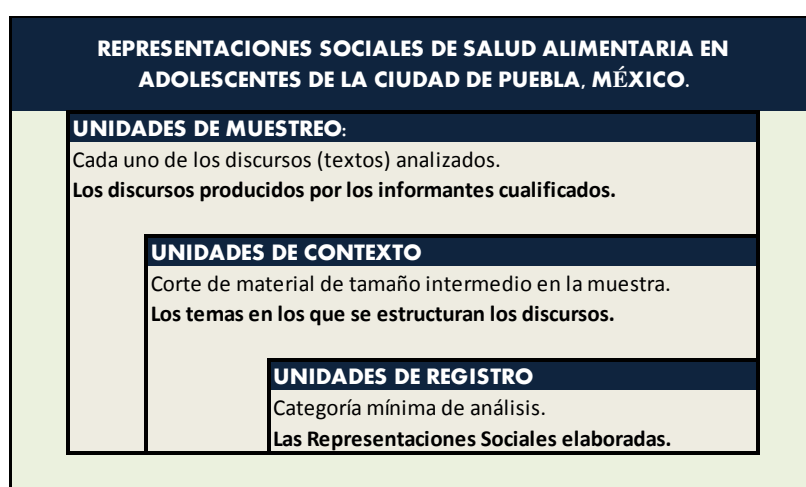 REPRESENTACIONES SOCIALES DE SALUD ALIMENTARIA EN
ADOLESCENTES DE LA CIUDAD DE PUEBLA, MÉXICO.
UNIDADES DE MUESTREO:
Cada uno de los discursos (textos) analizados.
Los discursos producidos por los informantes cualificados.
UNIDADES DE CONTEXTO
Corte de material de tamaño intermedio en la muestra.
Los temas en los que se estructuran los discursos.
UNIDADES DE REGISTRO
Categoría mínima de análisis.
Las Representaciones Sociales elaboradas.